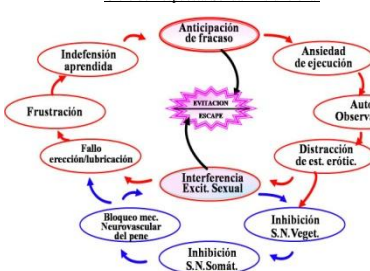 Anticipación
de fracaso
Indefensión
aprendida
Ansiedad
de ejecución
EVITACION
ESCAPE
Frustración
Fallo
erección/lubricación
Distracción
de est. erótic.
Interferencia
Excit. Sexual
Bloqueo mec.
Neurovascular
del pene
Inhibición
S.N.Veget.
Inhibición
S.N.Somát.